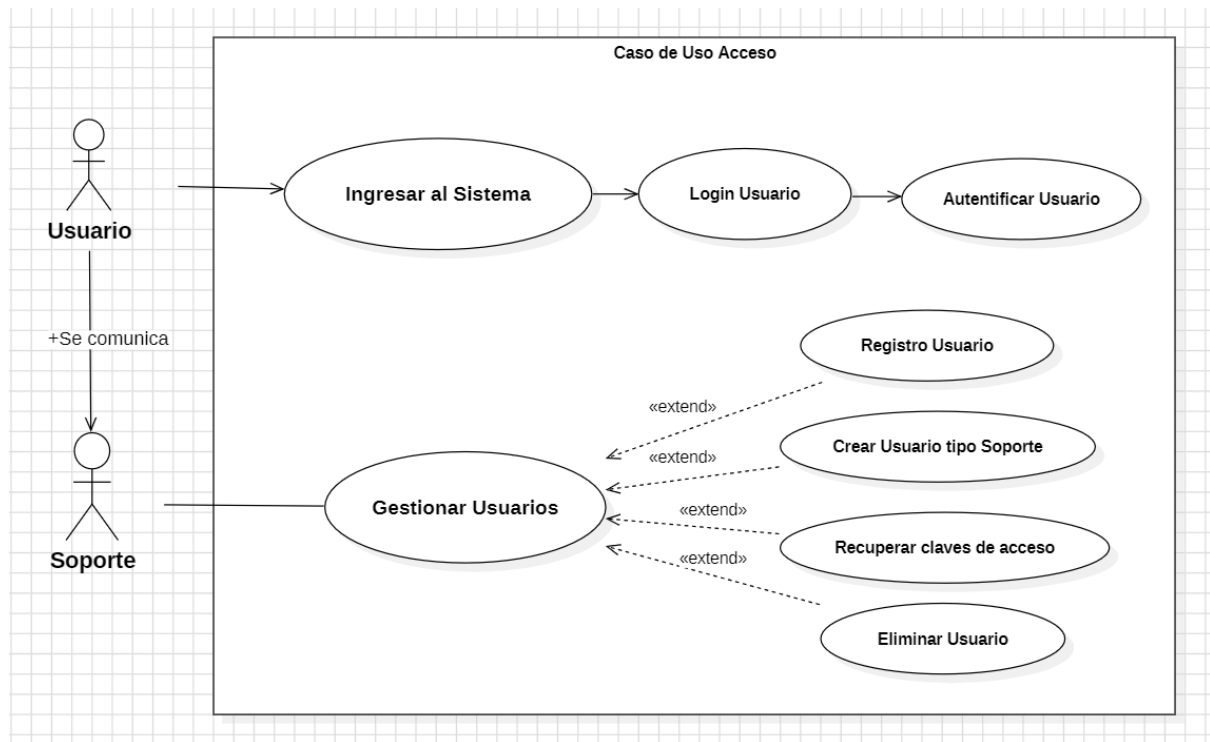 Caso de Uso Acceso
Ingresar al Sistema
Login Usuario
Autentificar Usuario
Usuario
+Se comunica
Registro Usuario
«extend»
Crear Usuario tipo Soporte
«extend»
Gestionar Usuarios
«extend»
Recuperar claves de acceso
«extend»
Soporte
Eliminar Usuario